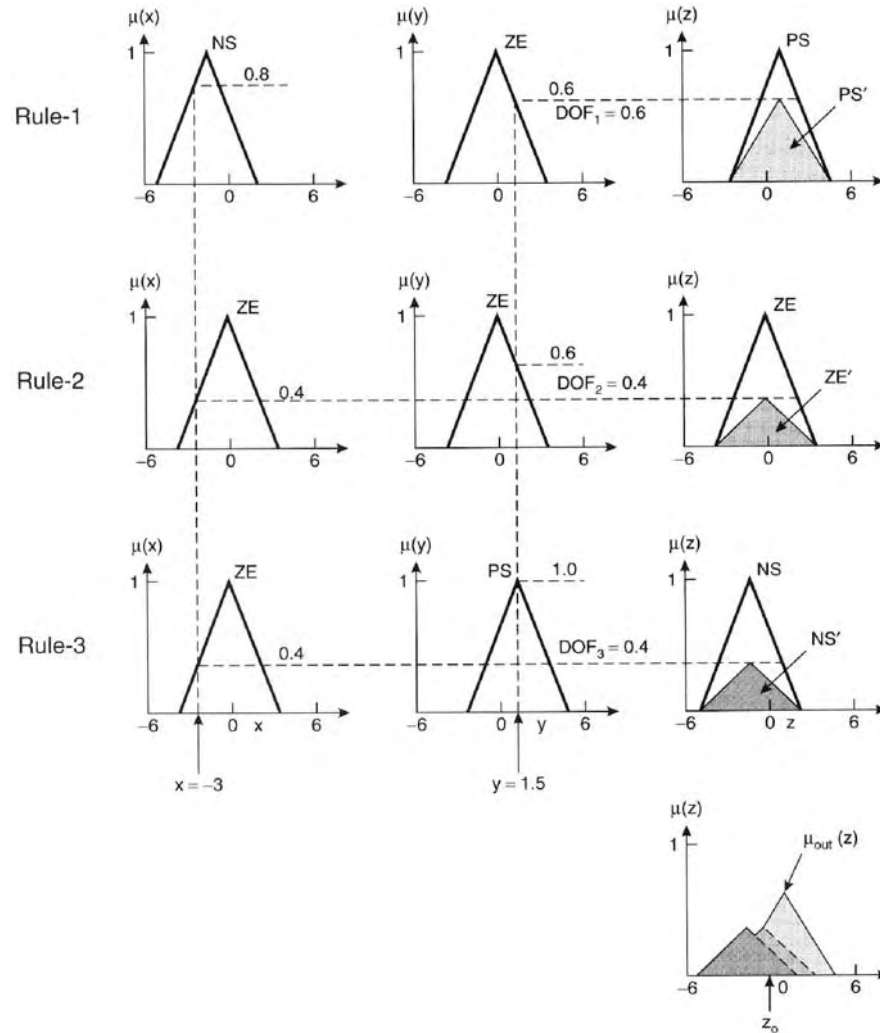 μ(x) μ(y) μ(z)
NS ZE PS
1 1 1
0.8 0.6
Rule-1 DOF₁ = 0.6 PS′
−6 0 6 −6 0 6 −6 0 6
μ(x) μ(y) μ(z)
ZE ZE ZE
1 1 1
0.6
Rule-2 0.4 DOF₂ = 0.4 ZE′
−6 0 6 −6 0 6 −6 0 6
μ(x) μ(y) μ(z)
ZE PS 1.0 NS
1 1 1
Rule-3 0.4 DOF₃ = 0.4 NS′
−6 0 x 6 −6 0 y 6 −6 0 z 6
x = −3 y = 1.5
μ(z)
1 μout (z)
−6 0 6
zo